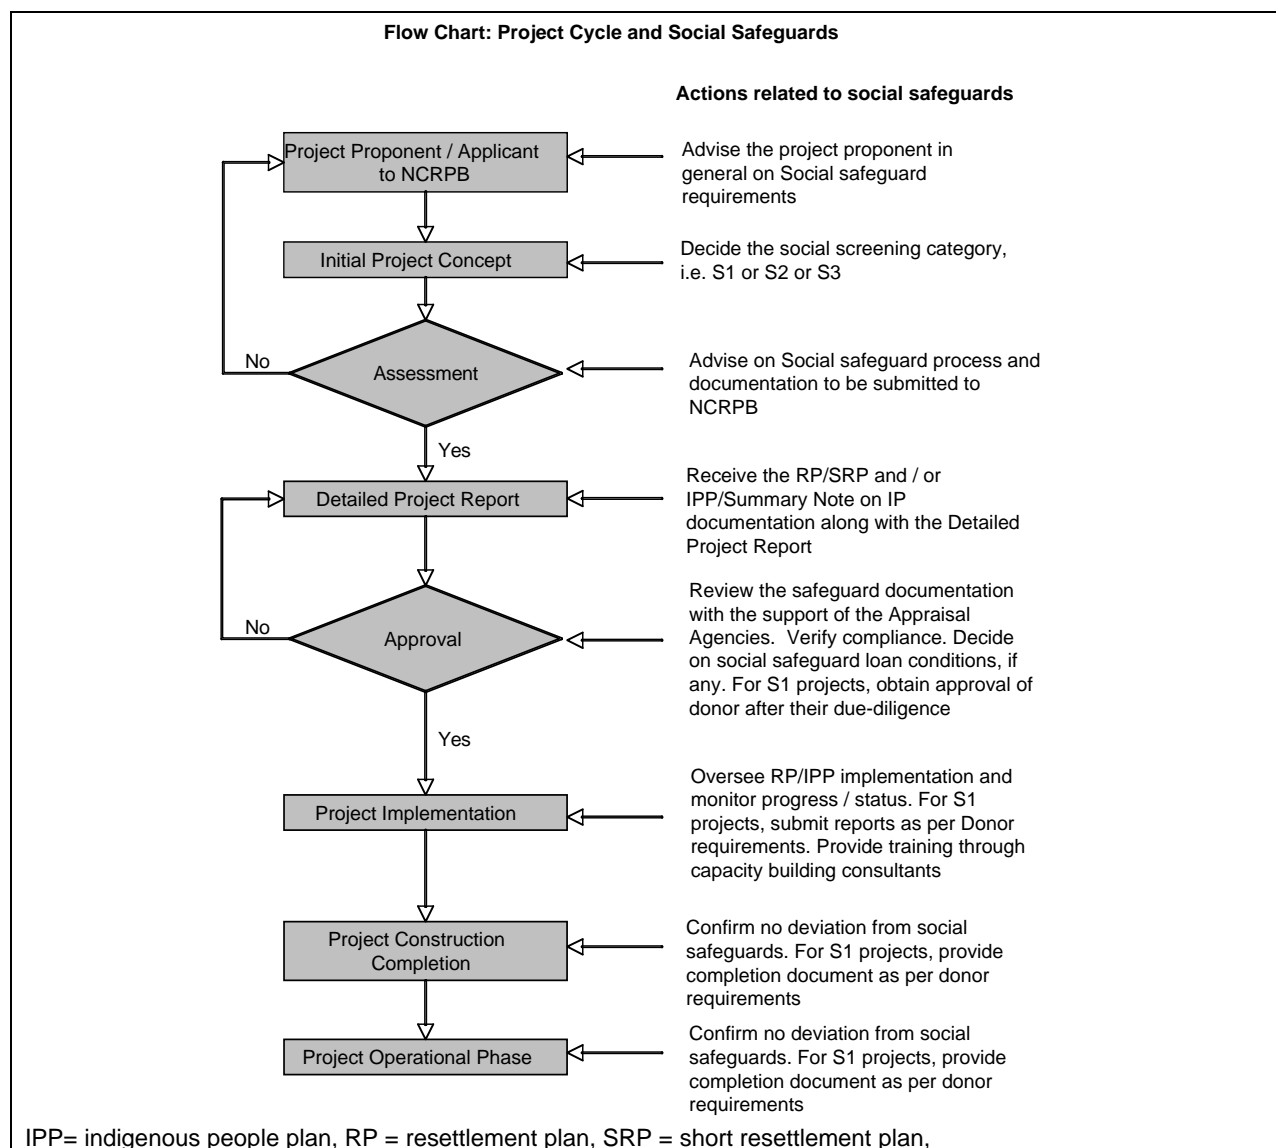 Flow Chart: Project Cycle and Social Safeguards
Actions related to social safeguards
Project Proponent / Applicant
to NCRPB
Advise the project proponent in
general on Social safeguard
requirements
Initial Project Concept
Decide the social screening category,
i.e. S1 or S2 or S3
No
Assessment
Advise on Social safeguard process and
documentation to be submitted to
NCRPB
Yes
Detailed Project Report
Receive the RP/SRP and / or
IPP/Summary Note on IP
documentation along with the Detailed
Project Report
No
Approval
Review the safeguard documentation
with the support of the Appraisal
Agencies.  Verify compliance. Decide
on social safeguard loan conditions, if
any. For S1 projects, obtain approval of
donor after their due-diligence
Yes
Project Implementation
Oversee RP/IPP implementation and
monitor progress / status. For S1
projects, submit reports as per Donor
requirements. Provide training through
capacity building consultants
Project Construction
Completion
Confirm no deviation from social
safeguards. For S1 projects, provide
completion document as per donor
requirements
Project Operational Phase
Confirm no deviation from social
safeguards. For S1 projects, provide
completion document as per donor
requirements
IPP= indigenous people plan, RP = resettlement plan, SRP = short resettlement plan,